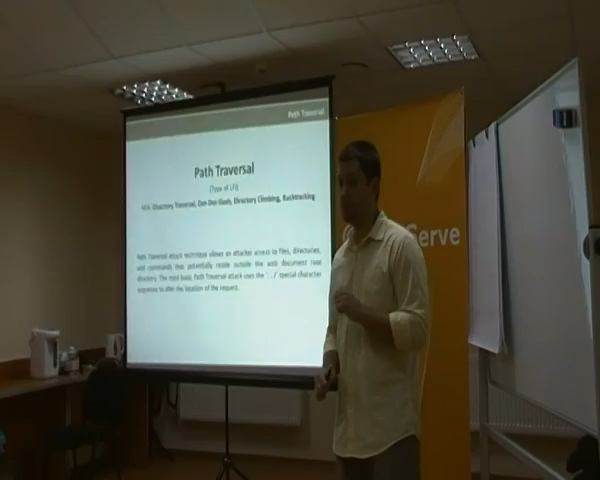 Path Traversal
Path Traversal
(Type of LFI)
AKA: Directory Traversal, Dot-Dot-Slash, Directory Climbing, Backtracking
Path Traversal attack technique allows an attacker access to files, directories,
and commands that potentially reside outside the web document root
directory. The most basic Path Traversal attack uses the '../' special character
sequence to alter the location of the request.
Serve